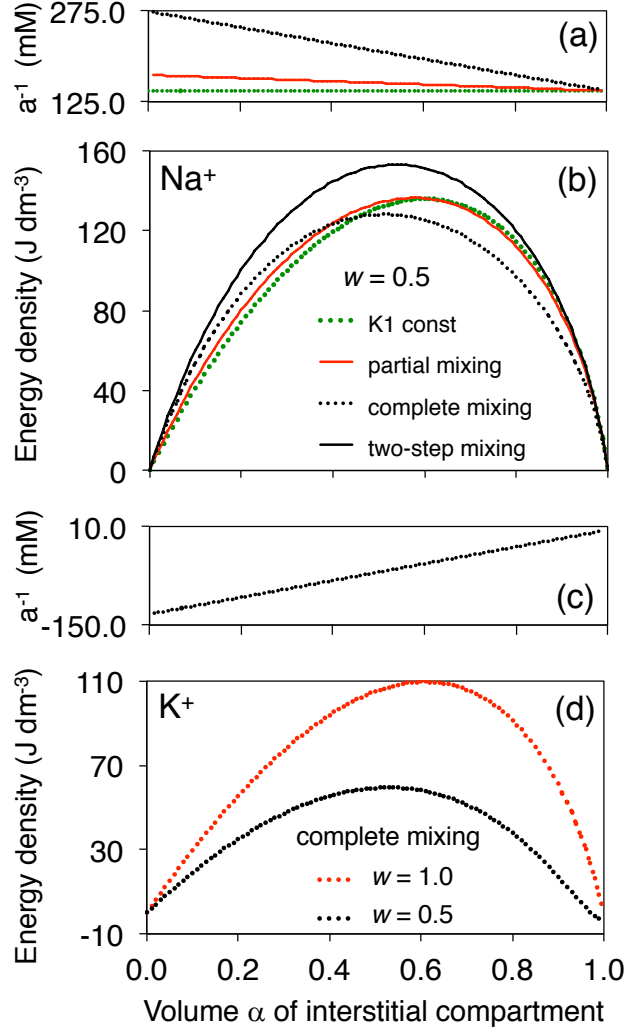 275.0
a⁻¹ (mM)
(a)
125.0
160
Na⁺
(b)
120
Energy density (J dm⁻³)
w = 0.5
80
K1 const
partial mixing
40
complete mixing
two-step mixing
0
10.0
a⁻¹ (mM)
(c)
-150.0
110
K⁺
(d)
70
Energy density (J dm⁻³)
30
complete mixing
w = 1.0
w = 0.5
-10
0.0 0.2 0.4 0.6 0.8 1.0
Volume α of interstitial compartment